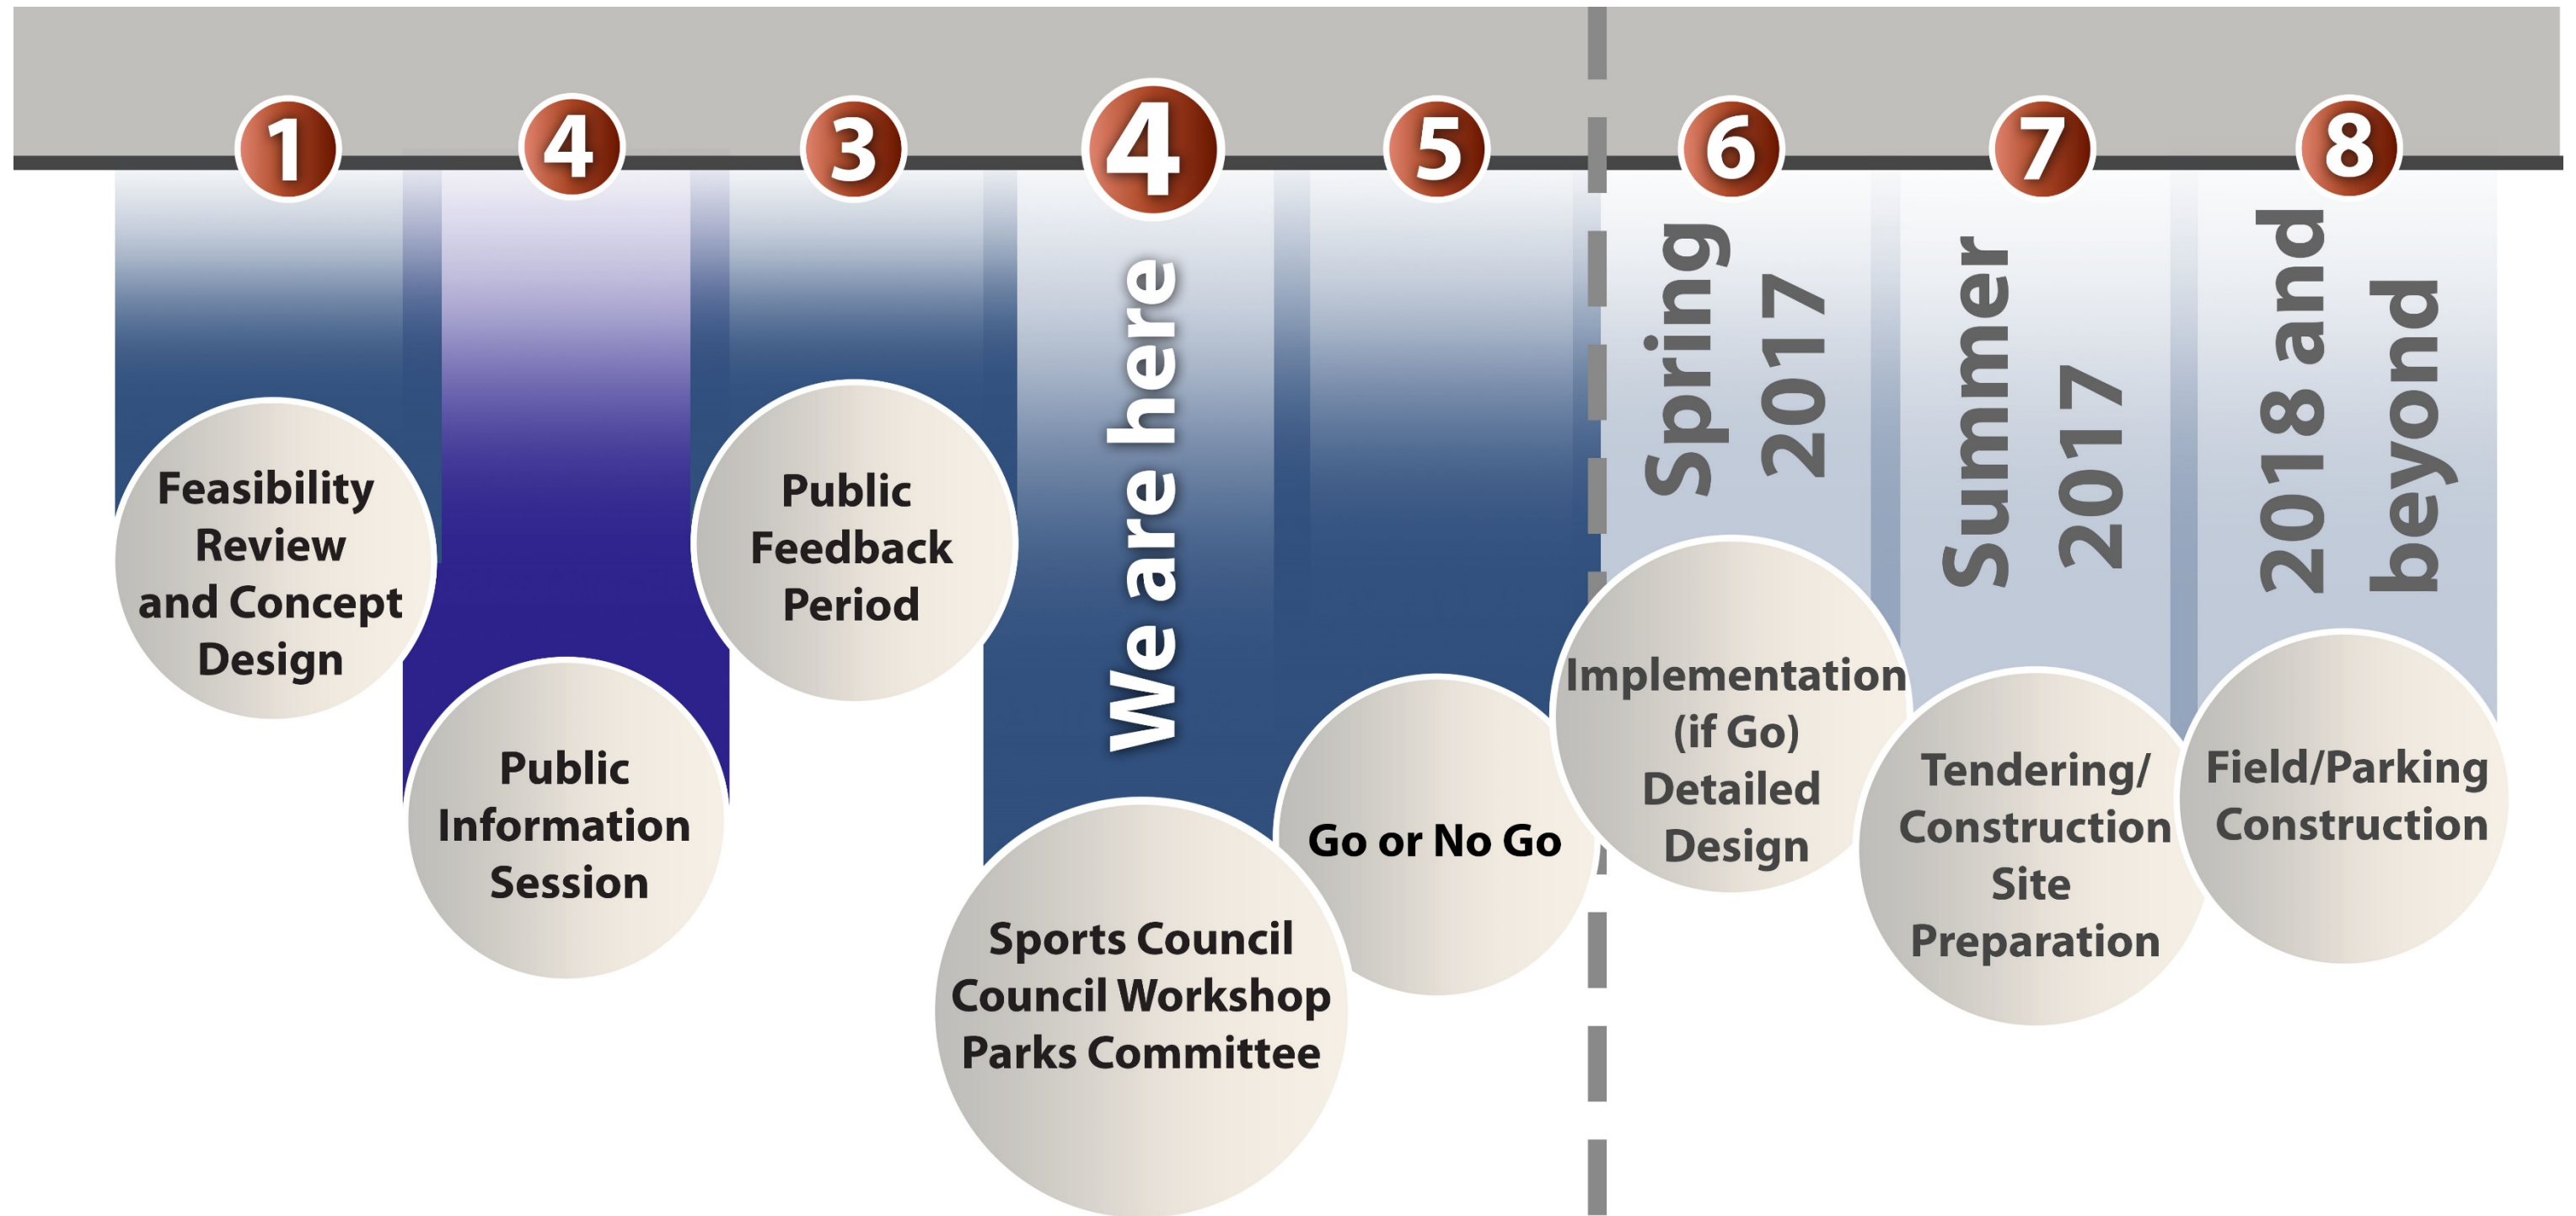 1
4
3
4
5
6
7
8
We are here
Spring
2017
Summer
2017
2018 and
beyond
Feasibility
Review
and Concept
Design
Public
Information
Session
Public
Feedback
Period
Sports Council
Council Workshop
Parks Committee
Go or No Go
Implementation
(if Go)
Detailed
Design
Tendering/
Construction
Site
Preparation
Field/Parking
Construction